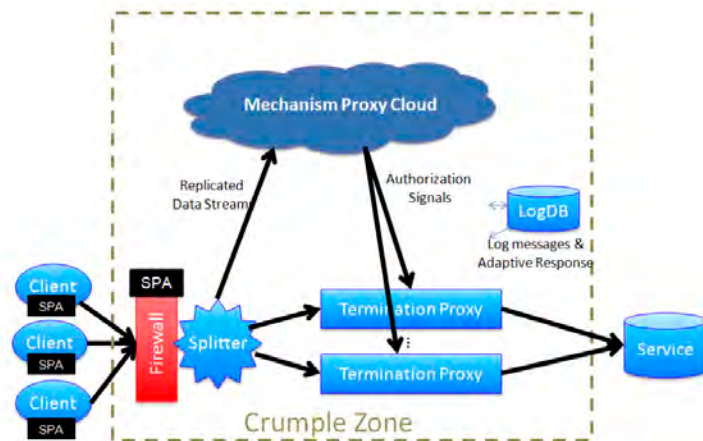 Mechanism Proxy Cloud
Replicated
Data Stream
Authorization
Signals
LogDB
Log messages &
Adaptive Response
Client
SPA
Client
SPA
Client
SPA
SPA
Firewall
Splitter
Termination Proxy
...
Termination Proxy
Service
Crumple Zone